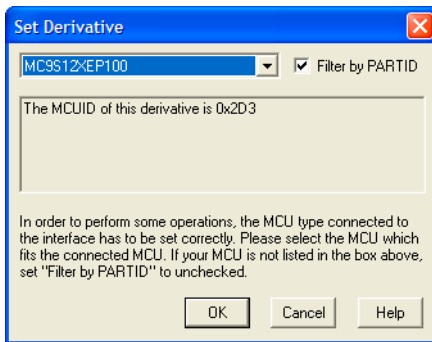 Set Derivative
MC9S12XEP100
Filter by PARTID
The MCUID of this derivative is 0x2D3
In order to perform some operations, the MCU type connected to
the interface has to be set correctly. Please select the MCU which
fits the connected MCU. If your MCU is not listed in the box above,
set "Filter by PARTID" to unchecked.
OK
Cancel
Help